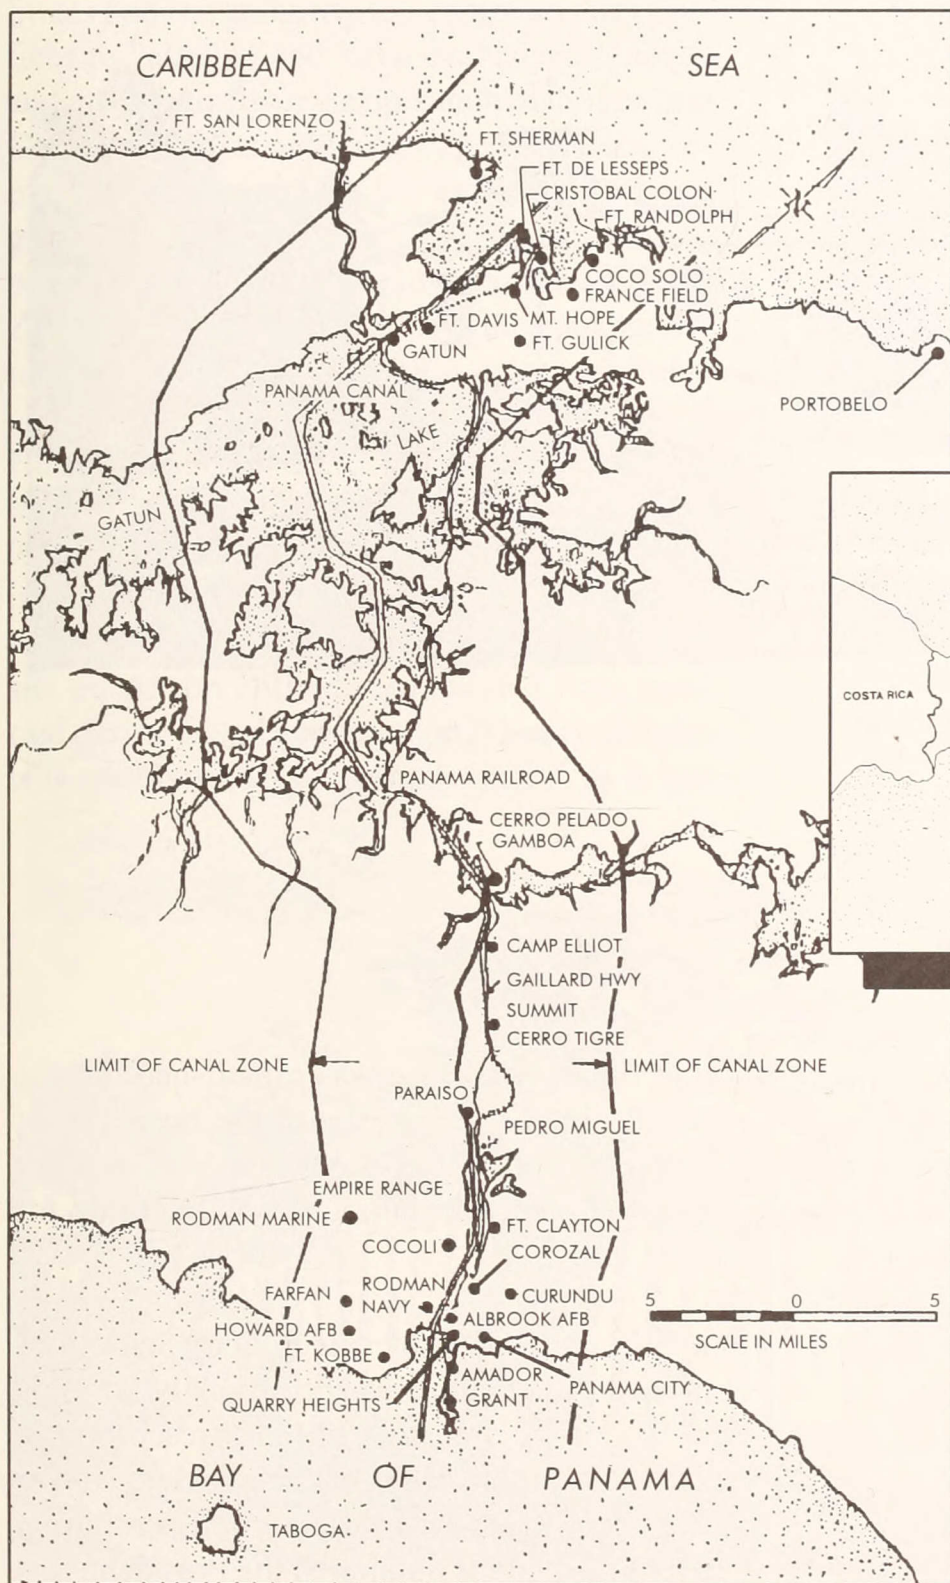 CARIBBEAN SEA
FT. SAN LORENZO
FT. SHERMAN
FT. DE LESSEPS
CRISTOBAL COLON
FT. RANDOLPH
COCO SOLO
FRANCE FIELD
FT. DAVIS
MT. HOPE
GATUN
FT. GULICK
PANAMA CANAL
PORTOBELO
LAKE
GATUN
COSTA RICA
PANAMA RAILROAD
CERRO PELADO
GAMBOA
CAMP ELLIOT
GAILLARD HWY
SUMMIT
CERRO TIGRE
LIMIT OF CANAL ZONE
LIMIT OF CANAL ZONE
PARAISO
PEDRO MIGUEL
EMPIRE RANGE
RODMAN MARINE
FT. CLAYTON
COCOLI
COROZAL
FARFAN
RODMAN
NAVY
CURUNDU
5 0 5
SCALE IN MILES
HOWARD AFB
ALBROOK AFB
FT. KOBBE
AMADOR
PANAMA CITY
QUARRY HEIGHTS
GRANT
BAY OF PANAMA
TABOGA